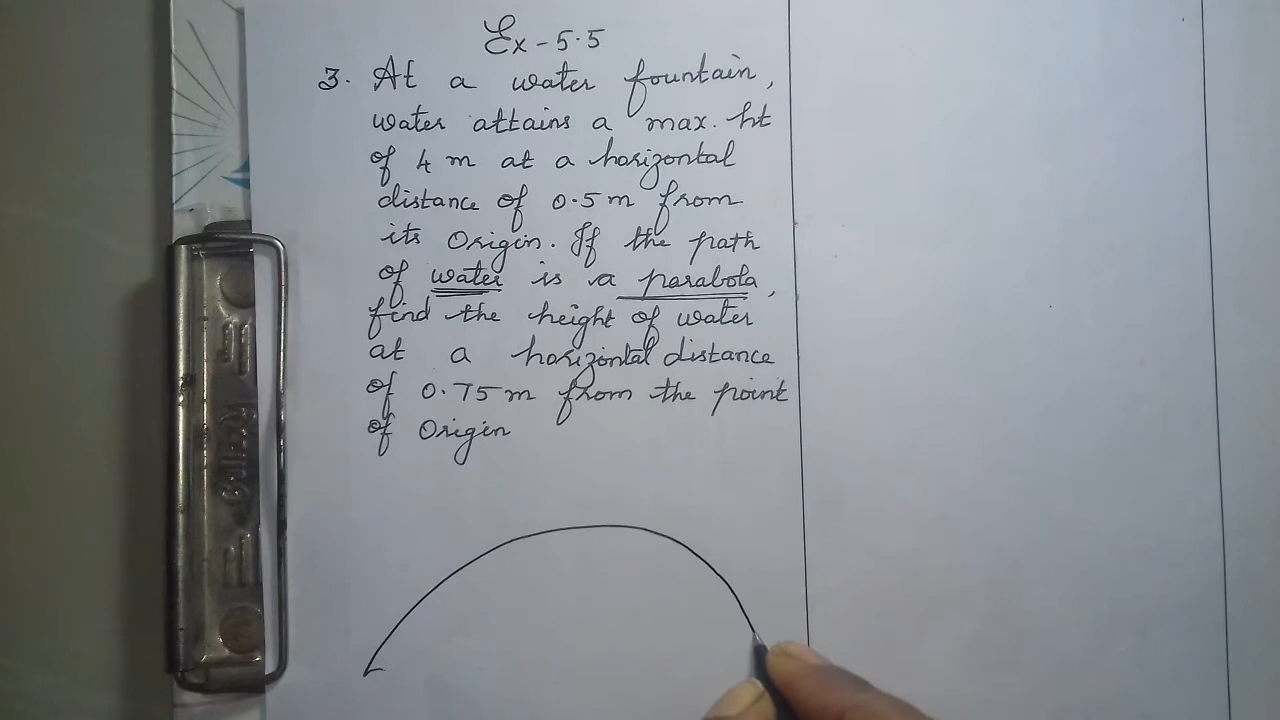 Ex - 5.5
3. At a water fountain,
water attains a max. ht
of 4 m at a horizontal
distance of 0.5 m from
its Origin. If the path
of water is a parabola,
find the height of water
at a horizontal distance
of 0.75 m from the point
of Origin